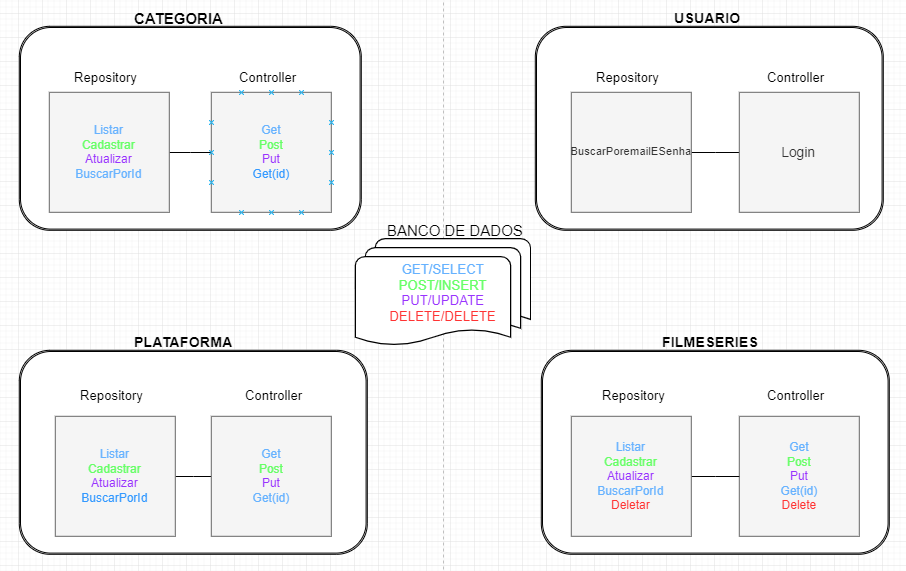 CATEGORIA
Repository
Controller
Listar
Cadastrar
Atualizar
BuscarPorId
Get
Post
Put
Get(id)
USUARIO
Repository
Controller
BuscarPoremailESenha
Login
BANCO DE DADOS
GET/SELECT
POST/INSERT
PUT/UPDATE
DELETE/DELETE
PLATAFORMA
Repository
Controller
Listar
Cadastrar
Atualizar
BuscarPorId
Get
Post
Put
Get(id)
FILMESERIES
Repository
Controller
Listar
Cadastrar
Atualizar
BuscarPorId
Deletar
Get
Post
Put
Get(id)
Delete